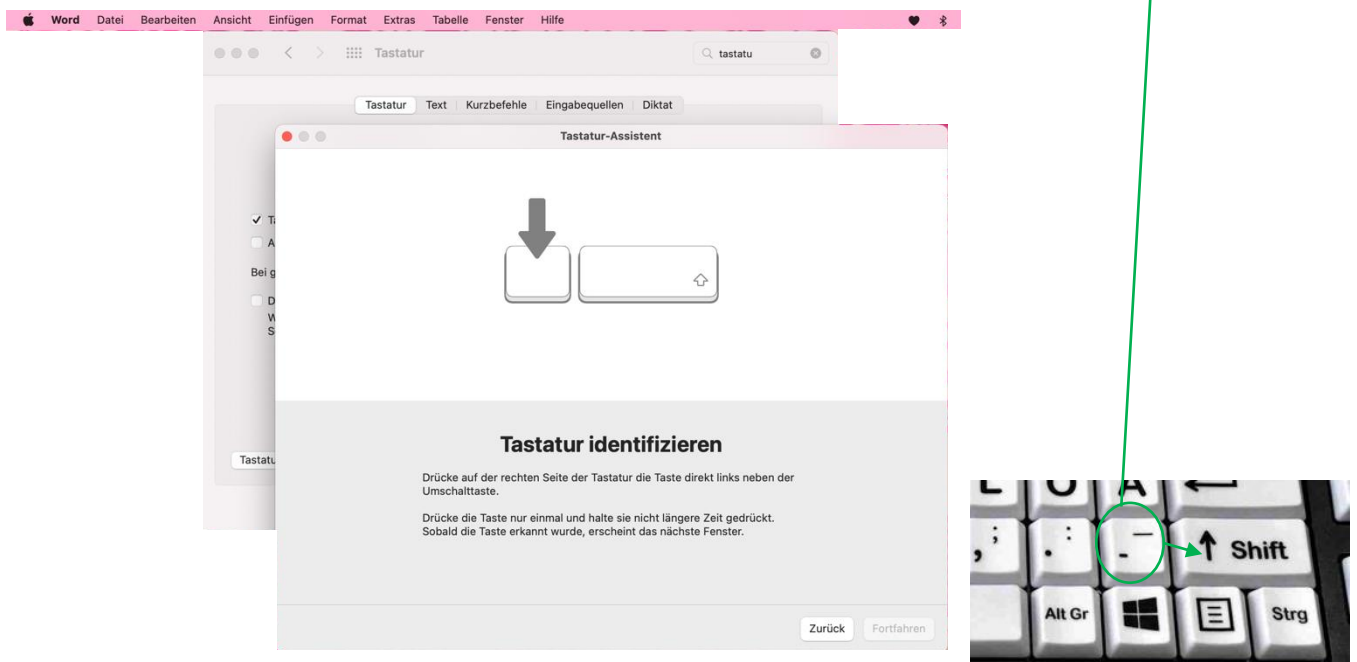 Word Datei Bearbeiten Ansicht Einfügen Format Extras Tabelle Fenster Hilfe
Tastatur
tastatu
Tastatur Text Kurzbefehle Eingabequellen Diktat
Tastatur-Assistent
Bei g
Tastatur identifizieren
Drücke auf der rechten Seite der Tastatur die Taste direkt links neben der
Umschalttaste.
Drücke die Taste nur einmal und halte sie nicht längere Zeit gedrückt.
Sobald die Taste erkannt wurde, erscheint das nächste Fenster.
Tastatu
Zurück Fortfahren
, ; . : - _ ↑ Shift
Alt Gr Strg